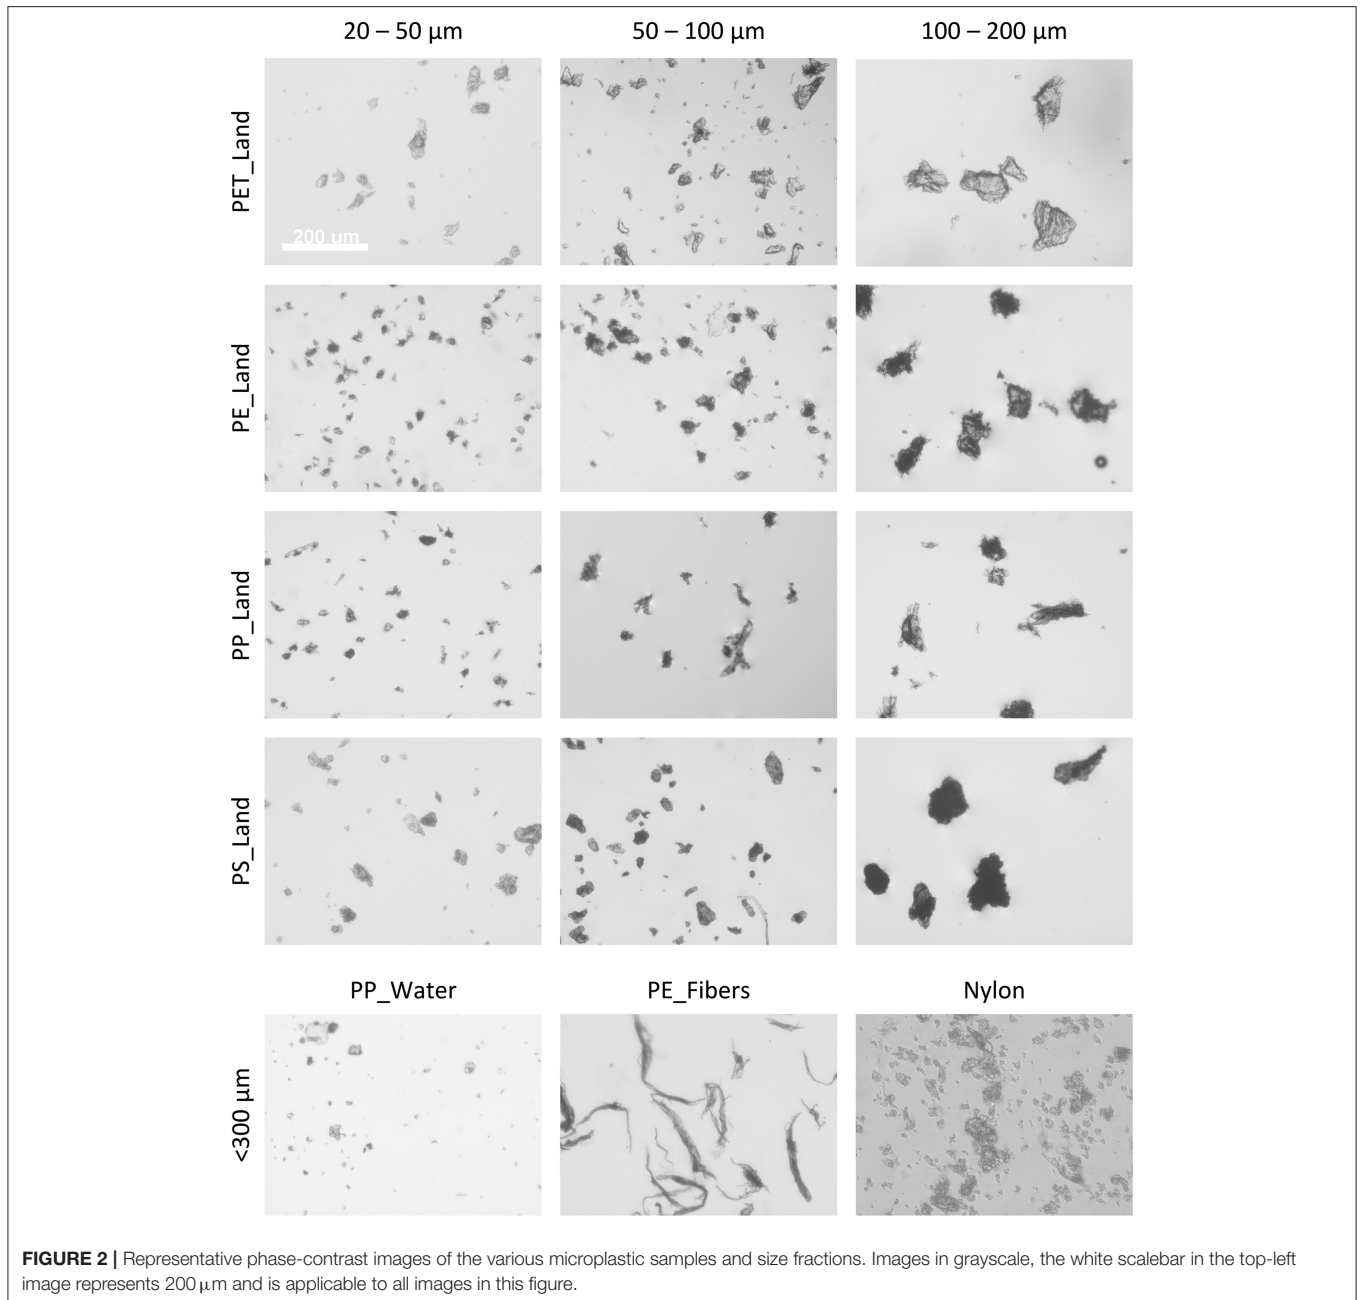 20 – 50 µm 50 – 100 µm 100 – 200 µm
PET_Land
200 um
PE_Land
PP_Land
PS_Land
PP_Water PE_Fibers Nylon
<300 µm
FIGURE 2 | Representative phase-contrast images of the various microplastic samples and size fractions. Images in grayscale, the white scalebar in the top-left
image represents 200 µm and is applicable to all images in this figure.